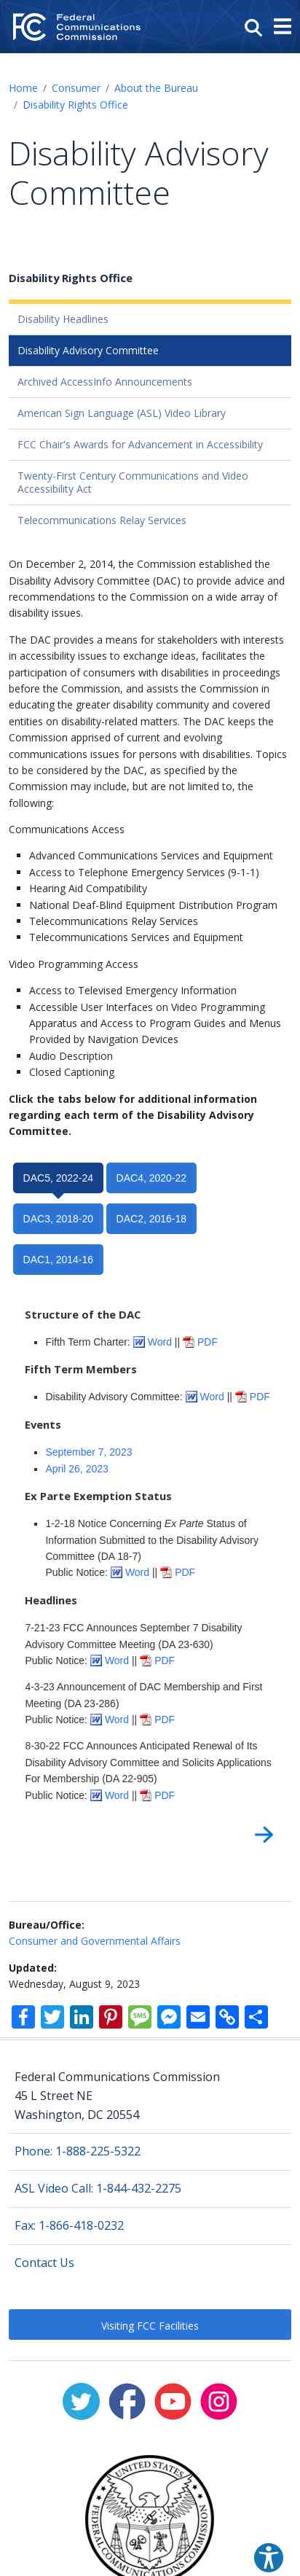 Federal
Communications
Commission
Home / Consumer / About the Bureau
/ Disability Rights Office
Disability Advisory
Committee
Disability Rights Office
Disability Headlines
Disability Advisory Committee
Archived AccessInfo Announcements
American Sign Language (ASL) Video Library
FCC Chair's Awards for Advancement in Accessibility
Twenty-First Century Communications and Video
Accessibility Act
Telecommunications Relay Services
On December 2, 2014, the Commission established the
Disability Advisory Committee (DAC) to provide advice and
recommendations to the Commission on a wide array of
disability issues.
The DAC provides a means for stakeholders with interests
in accessibility issues to exchange ideas, facilitates the
participation of consumers with disabilities in proceedings
before the Commission, and assists the Commission in
educating the greater disability community and covered
entities on disability-related matters. The DAC keeps the
Commission apprised of current and evolving
communications issues for persons with disabilities. Topics
to be considered by the DAC, as specified by the
Commission may include, but are not limited to, the
following:
Communications Access
Advanced Communications Services and Equipment
Access to Telephone Emergency Services (9-1-1)
Hearing Aid Compatibility
National Deaf-Blind Equipment Distribution Program
Telecommunications Relay Services
Telecommunications Services and Equipment
Video Programming Access
Access to Televised Emergency Information
Accessible User Interfaces on Video Programming
Apparatus and Access to Program Guides and Menus
Provided by Navigation Devices
Audio Description
Closed Captioning
Click the tabs below for additional information
regarding each term of the Disability Advisory
Committee.
DAC5, 2022-24 DAC4, 2020-22
DAC3, 2018-20 DAC2, 2016-18
DAC1, 2014-16
Structure of the DAC
Fifth Term Charter: Word || PDF
Fifth Term Members
Disability Advisory Committee: Word || PDF
Events
September 7, 2023
April 26, 2023
Ex Parte Exemption Status
1-2-18 Notice Concerning Ex Parte Status of
Information Submitted to the Disability Advisory
Committee (DA 18-7)
Public Notice: Word || PDF
Headlines
7-21-23 FCC Announces September 7 Disability
Advisory Committee Meeting (DA 23-630)
Public Notice: Word || PDF
4-3-23 Announcement of DAC Membership and First
Meeting (DA 23-286)
Public Notice: Word || PDF
8-30-22 FCC Announces Anticipated Renewal of Its
Disability Advisory Committee and Solicits Applications
For Membership (DA 22-905)
Public Notice: Word || PDF
Bureau/Office:
Consumer and Governmental Affairs
Updated:
Wednesday, August 9, 2023
SMS
Federal Communications Commission
45 L Street NE
Washington, DC 20554
Phone: 1-888-225-5322
ASL Video Call: 1-844-432-2275
Fax: 1-866-418-0232
Contact Us
Visiting FCC Facilities
UNITED STATES
FEDERAL COMMUNICATIONS